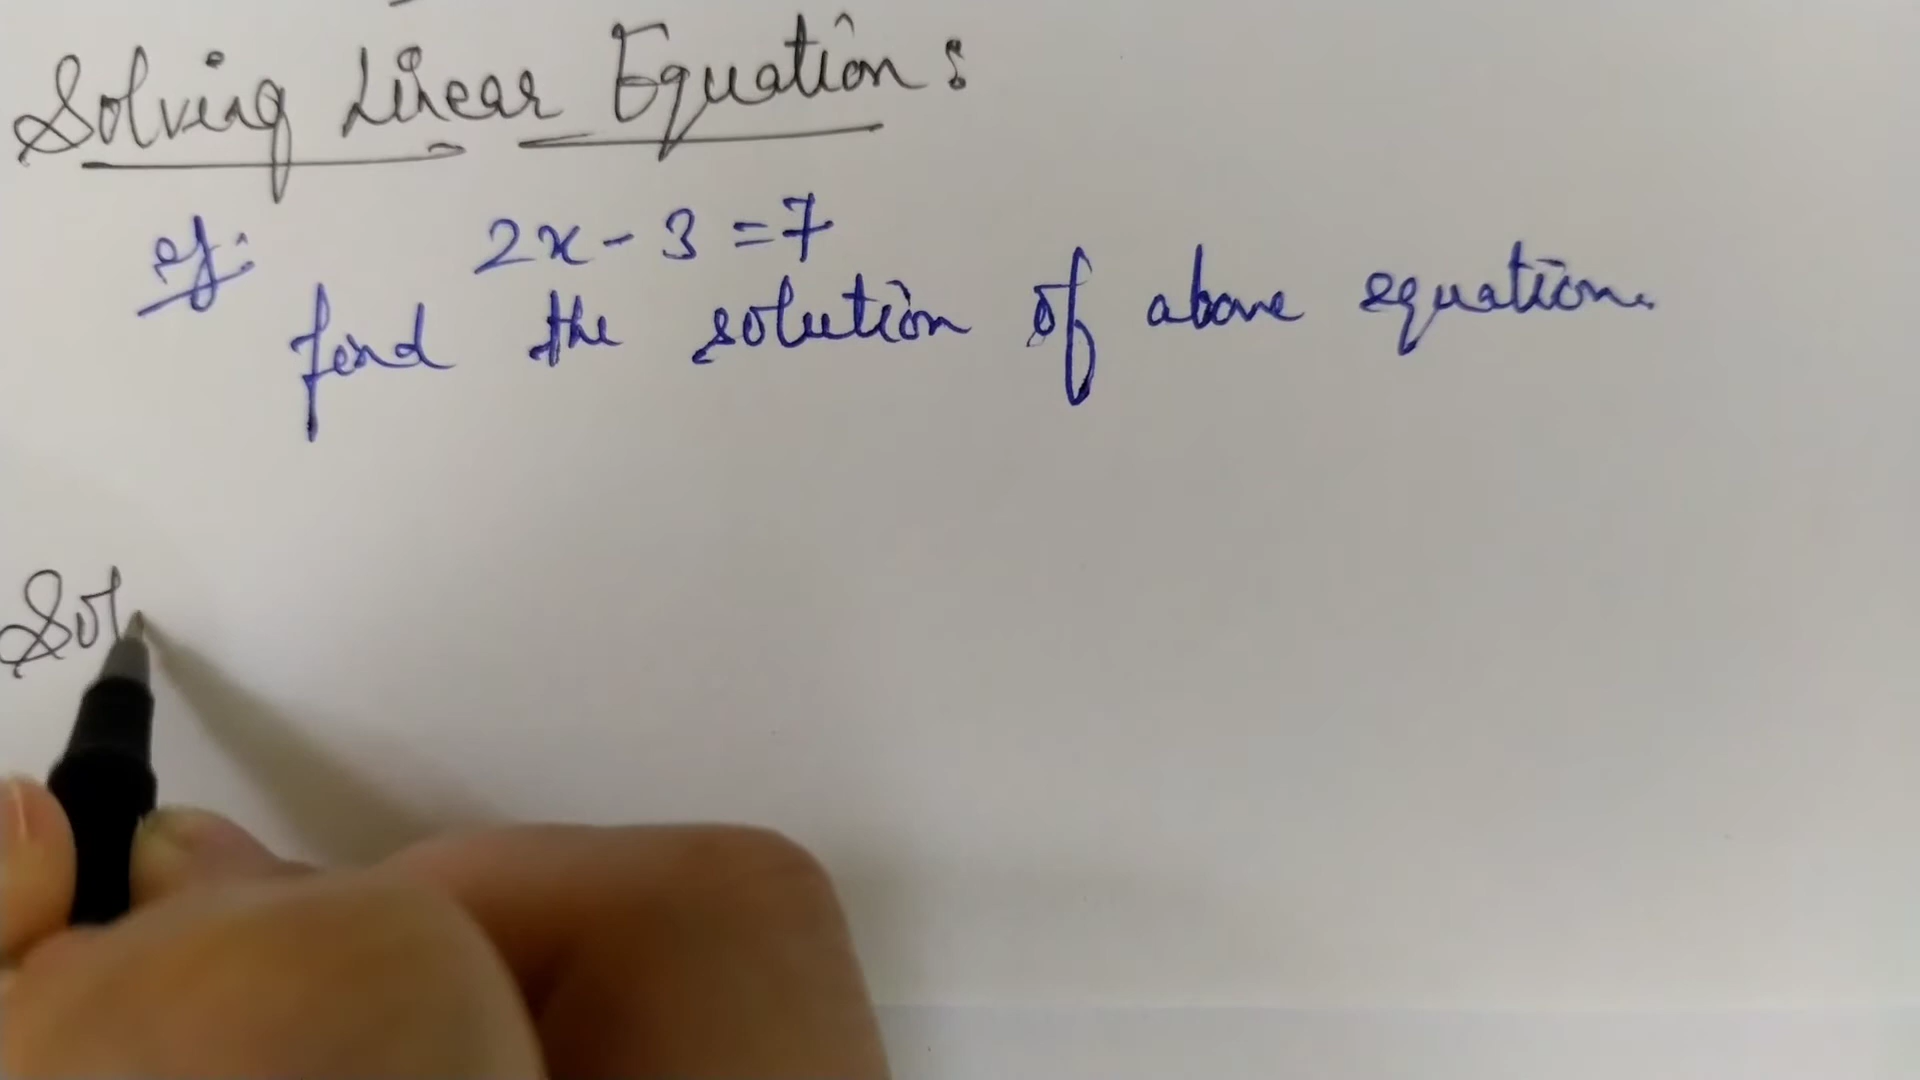 Solving Linear Equation:
eg: 2x - 3 = 7
find the solution of above equation.
Sol